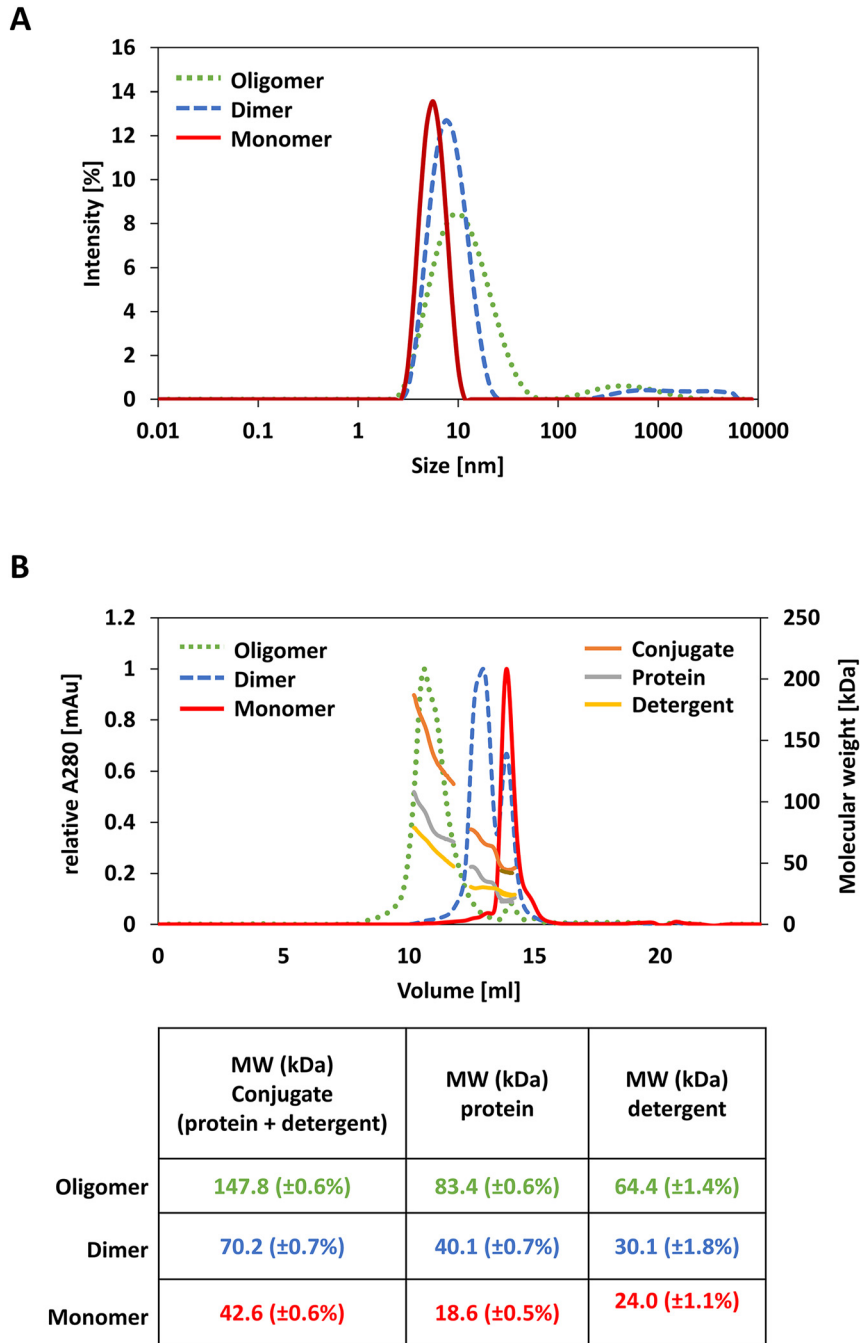 A
16
14
12
10
8
6
4
2
0
Intensity [%]
Oligomer
Dimer
Monomer
0.01 0.1 1 10 100 1000 10000
Size [nm]
B
1.2
1
0.8
0.6
0.4
0.2
0
relative A280 [mAu]
Oligomer
Dimer
Monomer
Conjugate
Protein
Detergent
250
200
150
100
50
0
Molecular weight [kDa]
0 5 10 15 20
Volume [ml]
MW (kDa)
Conjugate
(protein + detergent)
MW (kDa)
protein
MW (kDa)
detergent
Oligomer 147.8 (±0.6%) 83.4 (±0.6%) 64.4 (±1.4%)
Dimer 70.2 (±0.7%) 40.1 (±0.7%) 30.1 (±1.8%)
Monomer 42.6 (±0.6%) 18.6 (±0.5%) 24.0 (±1.1%)